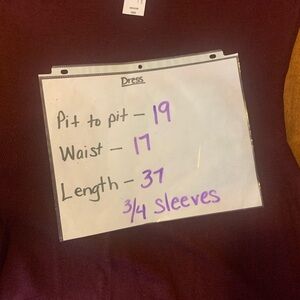 Dress
Pit to pit - 19
Waist - 17
Length - 37
3/4 sleeves